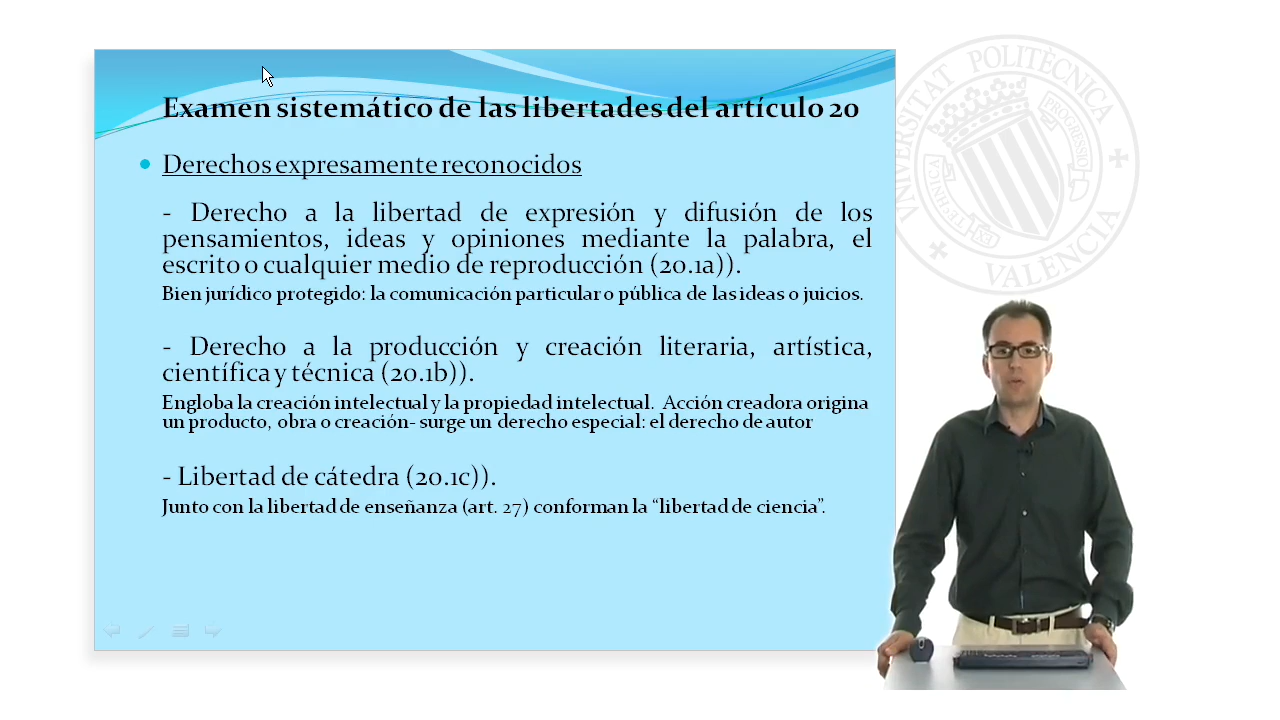 Examen sistemático de las libertades del artículo 20
Derechos expresamente reconocidos
- Derecho a la libertad de expresión y difusión de los
pensamientos, ideas y opiniones mediante la palabra, el
escrito o cualquier medio de reproducción (20.1a)).
Bien jurídico protegido: la comunicación particular o pública de las ideas o juicios.
- Derecho a la producción y creación literaria, artística,
científica y técnica (20.1b)).
Engloba la creación intelectual y la propiedad intelectual. Acción creadora origina
un producto, obra o creación- surge un derecho especial: el derecho de autor
- Libertad de cátedra (20.1c)).
Junto con la libertad de enseñanza (art. 27) conforman la “libertad de ciencia”.
UNIVERSITAT POLITÈCNICA
VALÈNCIA
EX TECHNICA
PROGRESSIO